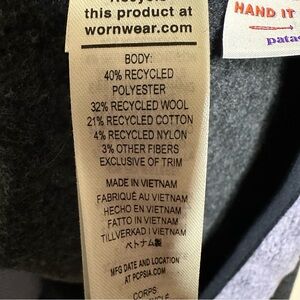 this product at
wornwear.com
BODY:
40% RECYCLED
POLYESTER
32% RECYCLED WOOL
21% RECYCLED COTTON
4% RECYCLED NYLON
3% OTHER FIBERS
EXCLUSIVE OF TRIM
MADE IN VIETNAM
FABRIQUÉ AU VIETNAM
HECHO EN VIETNAM
FATTO IN VIETNAM
TILLVERKAD I VIETNAM
ベトナム製
MFG DATE AND LOCATION
AT PCPSIA.COM
CORPS
HAND IT
pata